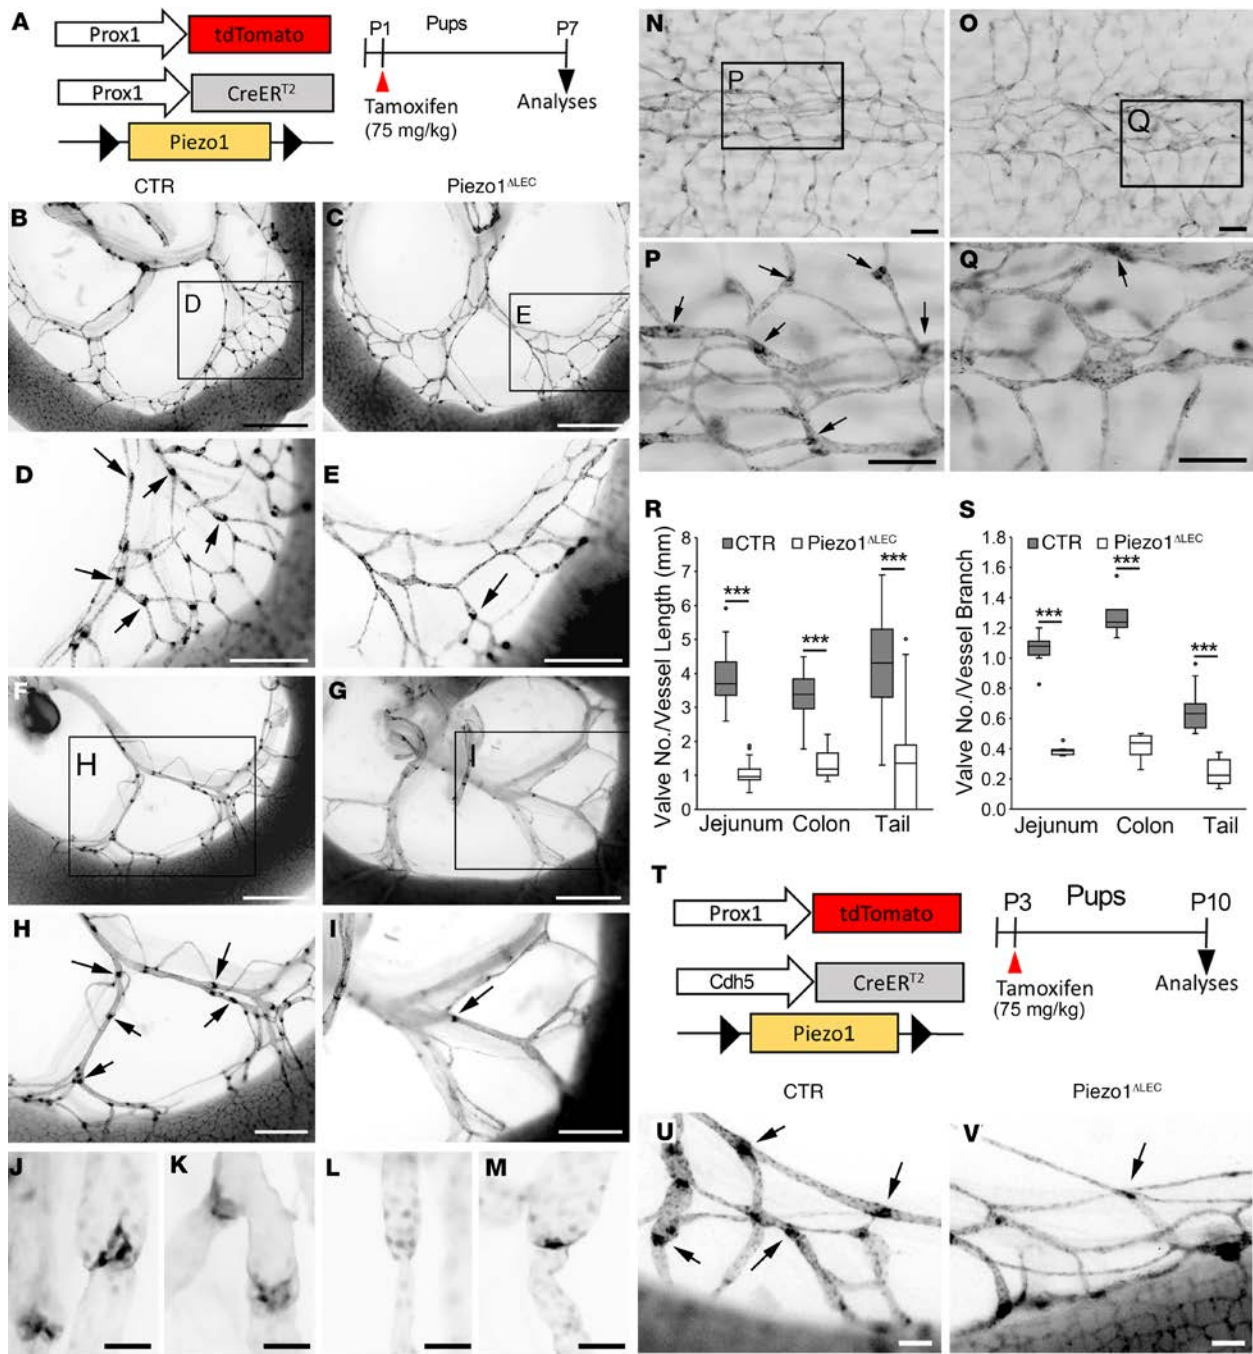 A
Prox1
tdTomato
Prox1
CreER^T2
Piezo1
P1
Pups
P7
Tamoxifen
(75 mg/kg)
Analyses
CTR
Piezo1^ΔLEC
B
D
C
E
D
E
F
H
G
I
H
I
J
K
L
M
N
P
O
Q
P
Q
R
CTR
Piezo1^ΔLEC
Valve No./Vessel Length (mm)
8
7
6
5
4
3
2
1
0
***
***
***
Jejunum
Colon
Tail
S
CTR
Piezo1^ΔLEC
Valve No./Vessel Branch
1.8
1.6
1.4
1.2
1.0
0.8
0.6
0.4
0.2
0.0
***
***
***
Jejunum
Colon
Tail
T
Prox1
tdTomato
Cdh5
CreER^T2
Piezo1
P3
Pups
P10
Tamoxifen
(75 mg/kg)
Analyses
CTR
Piezo1^ΔLEC
U
V